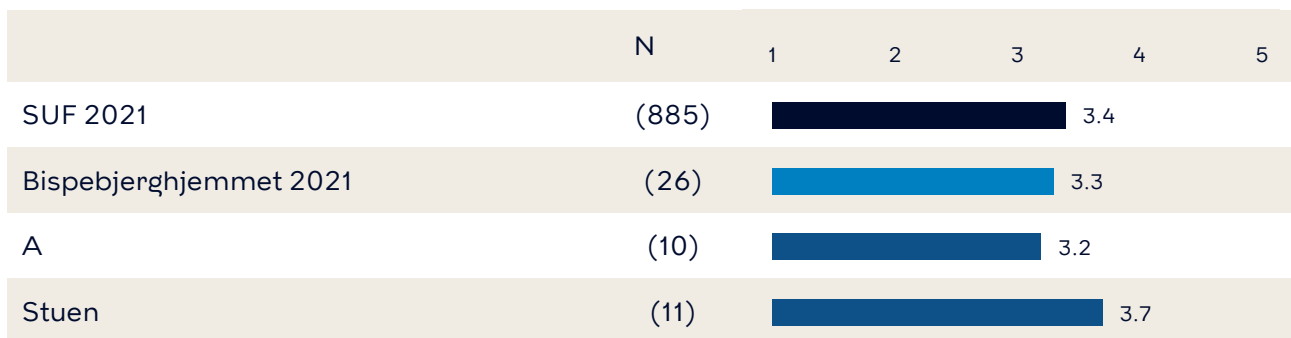 N 1 2 3 4 5
SUF 2021 (885) 3.4
Bispebjerghjemmet 2021 (26) 3.3
A (10) 3.2
Stuen (11) 3.7